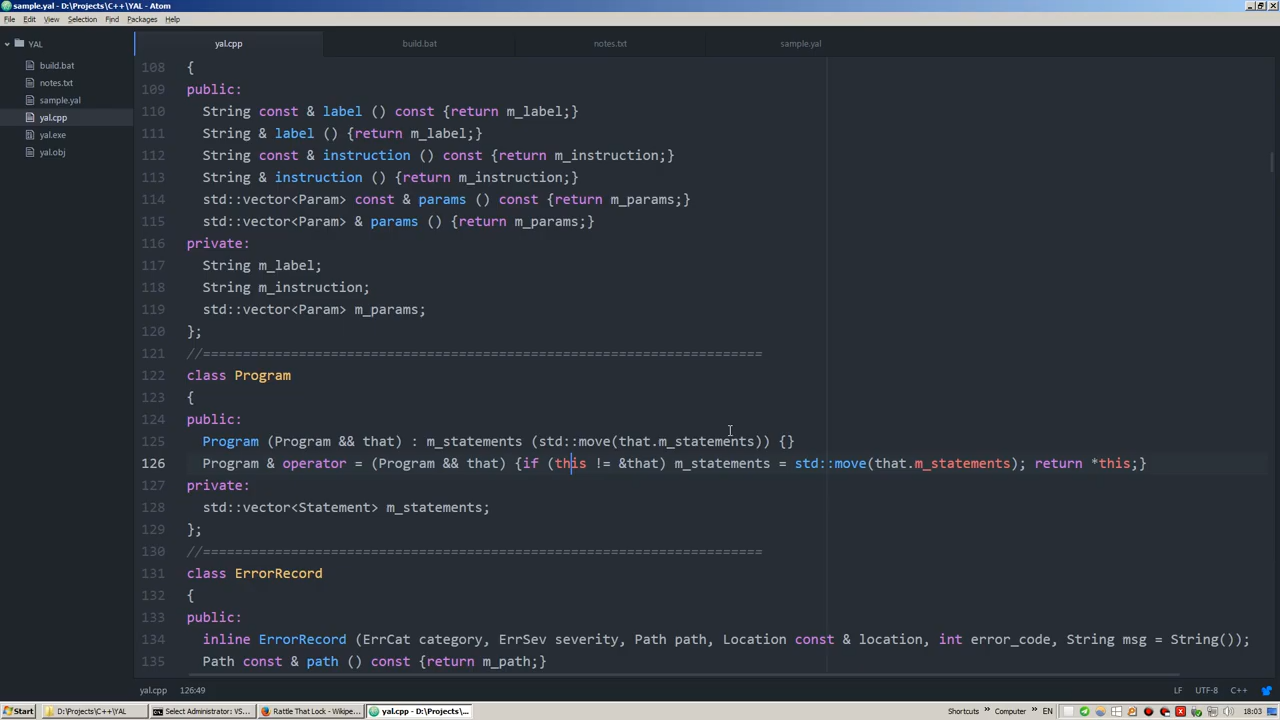 sample.yal - D:\Projects\C++\YAL - Atom
File Edit View Selection Find Packages Help
YAL
build.bat
notes.txt
sample.yal
yal.cpp
yal.exe
yal.obj
yal.cpp build.bat notes.txt sample.yal
108 {
109 public:
110 String const & label () const {return m_label;}
111 String & label () {return m_label;}
112 String const & instruction () const {return m_instruction;}
113 String & instruction () {return m_instruction;}
114 std::vector<Param> const & params () const {return m_params;}
115 std::vector<Param> & params () {return m_params;}
116 private:
117 String m_label;
118 String m_instruction;
119 std::vector<Param> m_params;
120 };
121 //======================================================================
122 class Program
123 {
124 public:
125 Program (Program && that) : m_statements (std::move(that.m_statements)) {}
126 Program & operator = (Program && that) {if (this != &that) m_statements = std::move(that.m_statements); return *this;}
127 private:
128 std::vector<Statement> m_statements;
129 };
130 //======================================================================
131 class ErrorRecord
132 {
133 public:
134 inline ErrorRecord (ErrCat category, ErrSev severity, Path path, Location const & location, int error_code, String msg = String());
135 Path const & path () const {return m_path;}
yal.cpp 126:49 LF UTF-8 C++
Start D:\Projects\C++\YAL Select Administrator: VS... Rattle That Lock - Wikipe... yal.cpp - D:\Projects\C... Shortcuts » Computer » EN 18:03